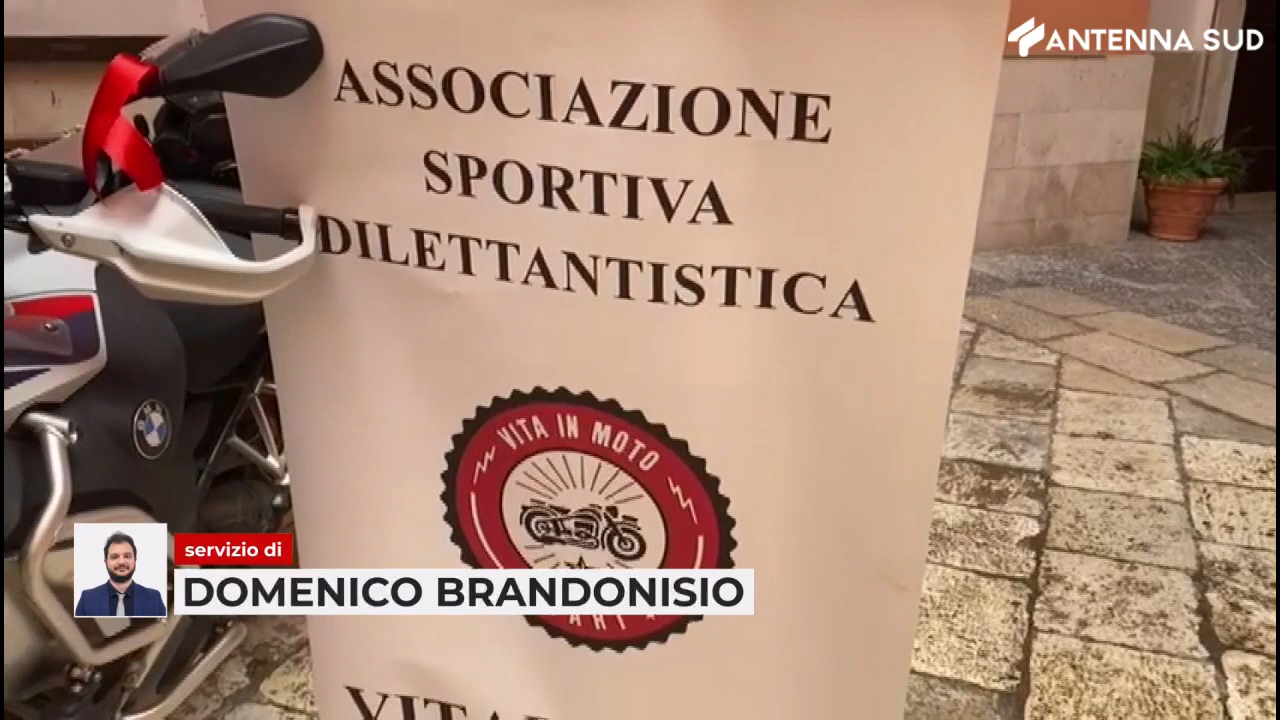 ANTENNA SUD
ASSOCIAZIONE
SPORTIVA
DILETTANTISTICA
VITA IN MOTO
servizio di
DOMENICO BRANDONISIO